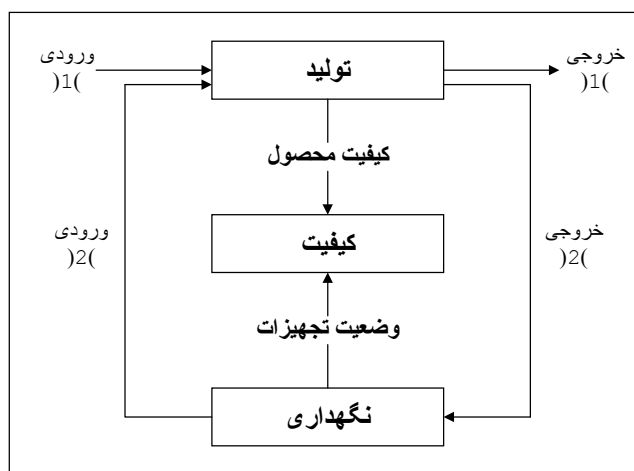 ورودی
)1(
تولید
خروجی
)1(
کیفیت محصول
ورودی
)2(
کیفیت
خروجی
)2(
وضعیت تجهیزات
نگهداری